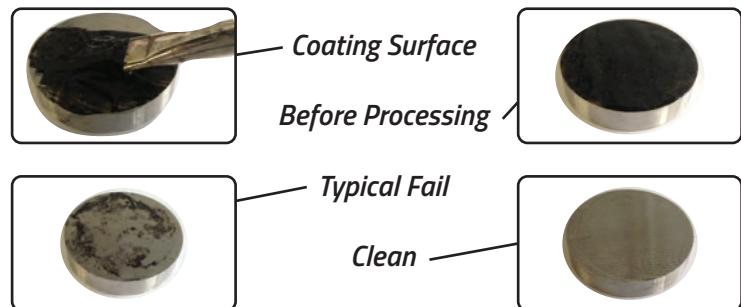 Coating Surface
Before Processing
Typical Fail
Clean